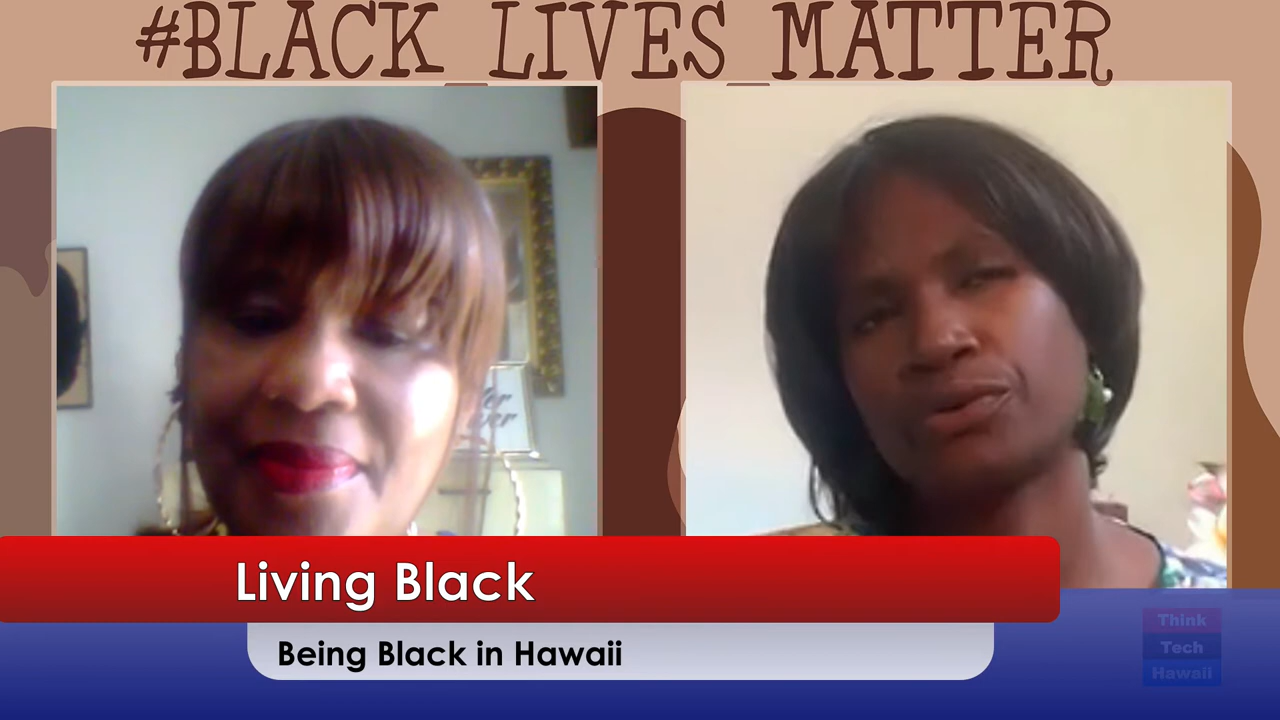 #BLACK_LIVES_MATTER
Living Black
Being Black in Hawaii
Think
Tech
Hawaii